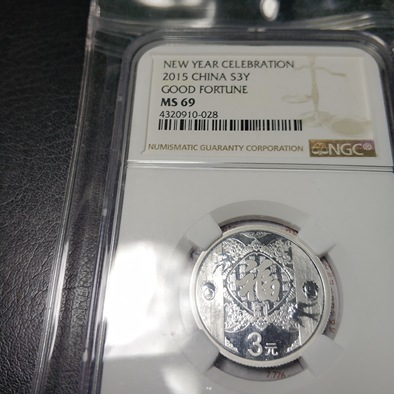 NEW YEAR CELEBRATION
2015 CHINA S3Y
GOOD FORTUNE
MS 69
4320910-028
NUMISMATIC GUARANTY CORPORATION NGC
福
3元